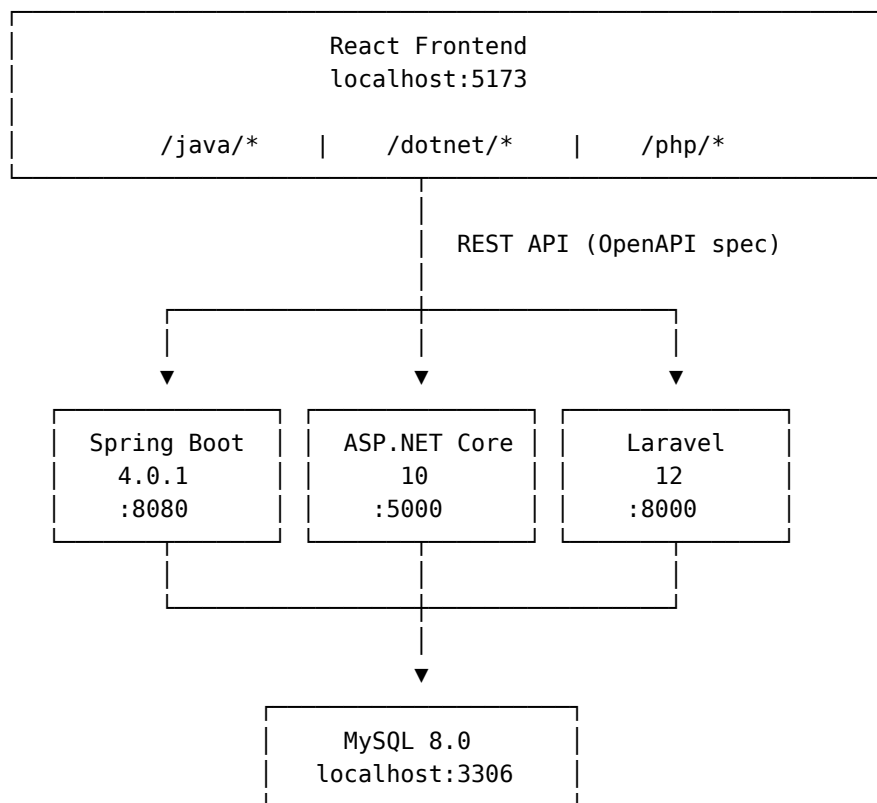 React Frontend
localhost:5173
/java/* | /dotnet/* | /php/*
REST API (OpenAPI spec)
Spring Boot ASP.NET Core Laravel
4.0.1 10 12
:8080 :5000 :8000
MySQL 8.0
localhost:3306